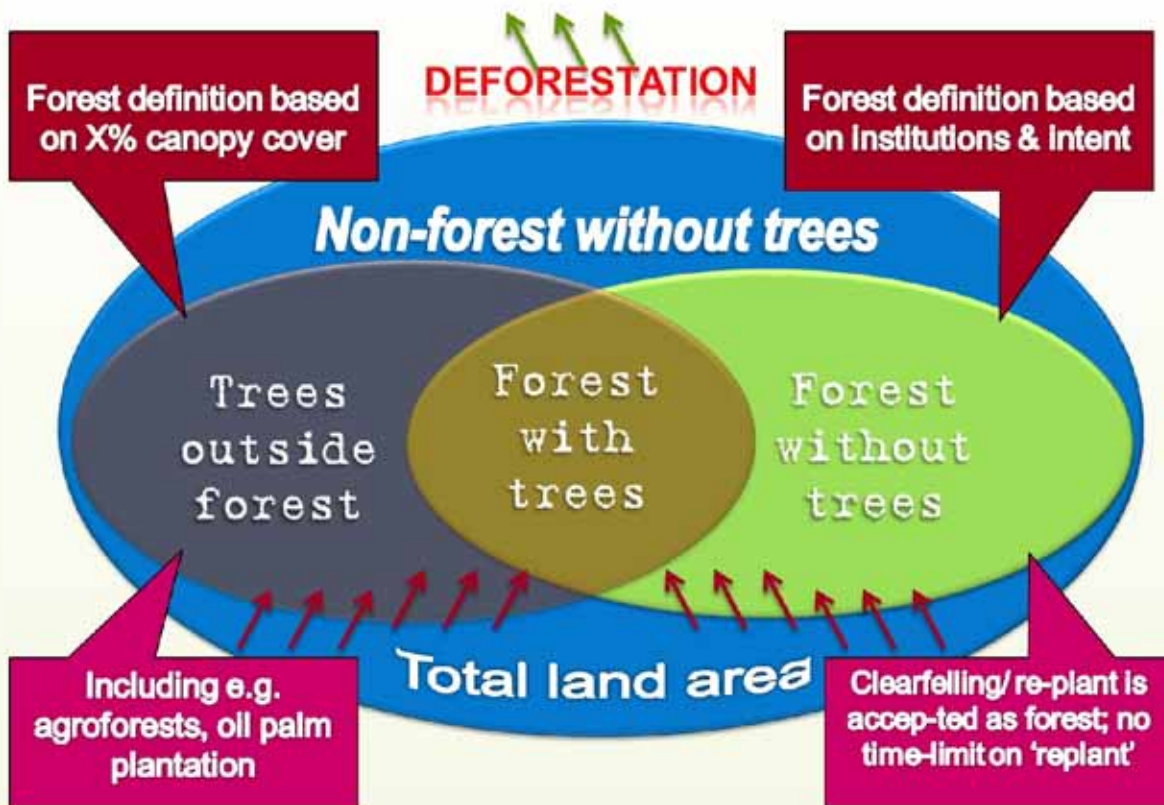 DEFORESTATION
Forest definition based
on X% canopy cover
Forest definition based
on Institutions & intent
Non-forest without trees
Trees
outside
forest
Forest
with
trees
Forest
without
trees
Total land area
Including e.g.
agroforests, oil palm
plantation
Clearfelling/ re-plant is
accep-ted as forest; no
time-limit on ‘replant’